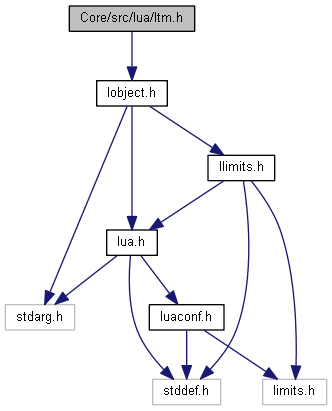 Core/src/lua/ltm.h
lobject.h
llimits.h
lua.h
stdarg.h
luaconf.h
stddef.h
limits.h